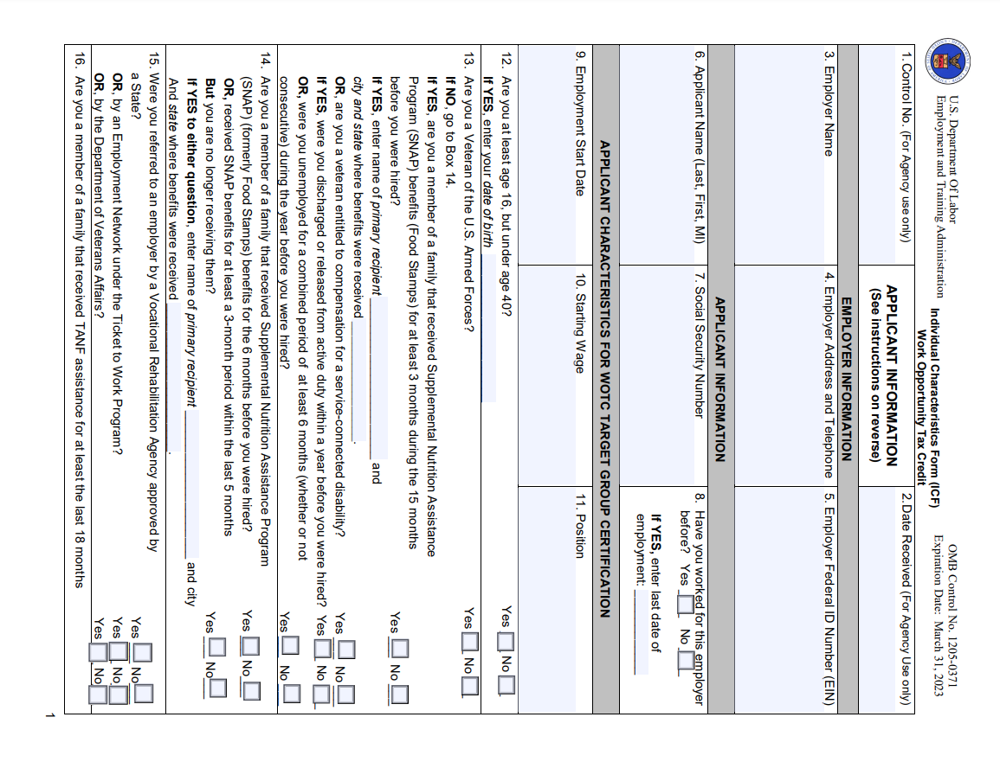 U.S. Department Of Labor
Employment and Training Administration
Individual Characteristics Form (ICF)
Work Opportunity Tax Credit
OMB Control No. 1205-0371
Expiration Date: March 31, 2023
1.Control No. (For Agency use only)
APPLICANT INFORMATION
(See instructions on reverse)
2.Date Received (For Agency Use only)
EMPLOYER INFORMATION
3. Employer Name
4. Employer Address and Telephone
5. Employer Federal ID Number (EIN)
APPLICANT INFORMATION
6. Applicant Name (Last, First, MI)
7. Social Security Number
8. Have you worked for this employer
before? Yes No
If YES, enter last date of
employment:
APPLICANT CHARACTERISTICS FOR WOTC TARGET GROUP CERTIFICATION
9. Employment Start Date
10. Starting Wage
11. Position
12. Are you at least age 16, but under age 40? Yes No
If YES, enter your date of birth
13. Are you a Veteran of the U.S. Armed Forces? Yes No
If NO, go to Box 14.
If YES, are you a member of a family that received Supplemental Nutrition Assistance
Program (SNAP) benefits (Food Stamps) for at least 3 months during the 15 months
before you were hired? Yes No
If YES, enter name of primary recipient and
city and state where benefits were received .
OR, are you a veteran entitled to compensation for a service-connected disability? Yes No
If YES, were you discharged or released from active duty within a year before you were hired? Yes No
OR, were you unemployed for a combined period of at least 6 months (whether or not
consecutive) during the year before you were hired? Yes No
14. Are you a member of a family that received Supplemental Nutrition Assistance Program
(SNAP) (formerly Food Stamps) benefits for the 6 months before you were hired? Yes No
OR, received SNAP benefits for at least a 3-month period within the last 5 months
But you are no longer receiving them? Yes No
If YES to either question, enter name of primary recipient and city
And state where benefits were received .
15. Were you referred to an employer by a Vocational Rehabilitation Agency approved by
a State? Yes No
OR, by an Employment Network under the Ticket to Work Program? Yes No
OR, by the Department of Veterans Affairs? Yes No
16. Are you a member of a family that received TANF assistance for at least the last 18 months
1